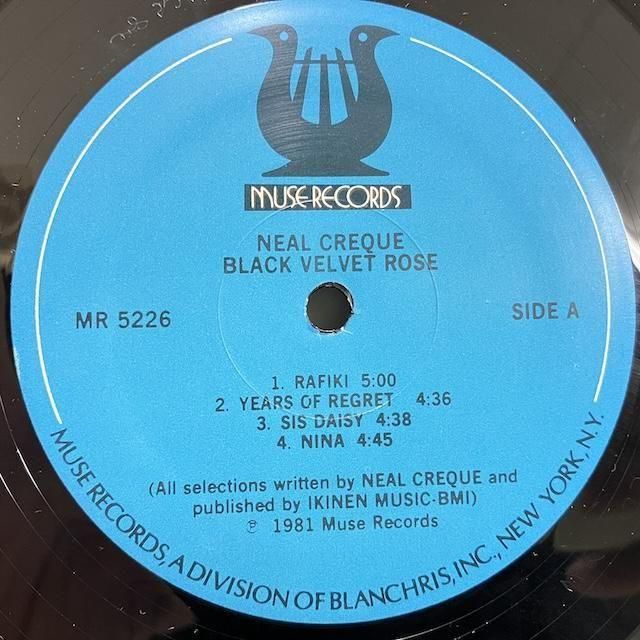 MUSE-RECORDS
NEAL CREQUE
BLACK VELVET ROSE
MR 5226
SIDE A
1. RAFIKI 5:00
2. YEARS OF REGRET 4:36
3. SIS DAISY 4:38
4. NINA 4:45
(All selections written by NEAL CREQUE and
published by IKINEN MUSIC-BMI)
℗ 1981 Muse Records
MUSE RECORDS, A DIVISION OF BLANCHRIS, INC., NEW YORK, N.Y.